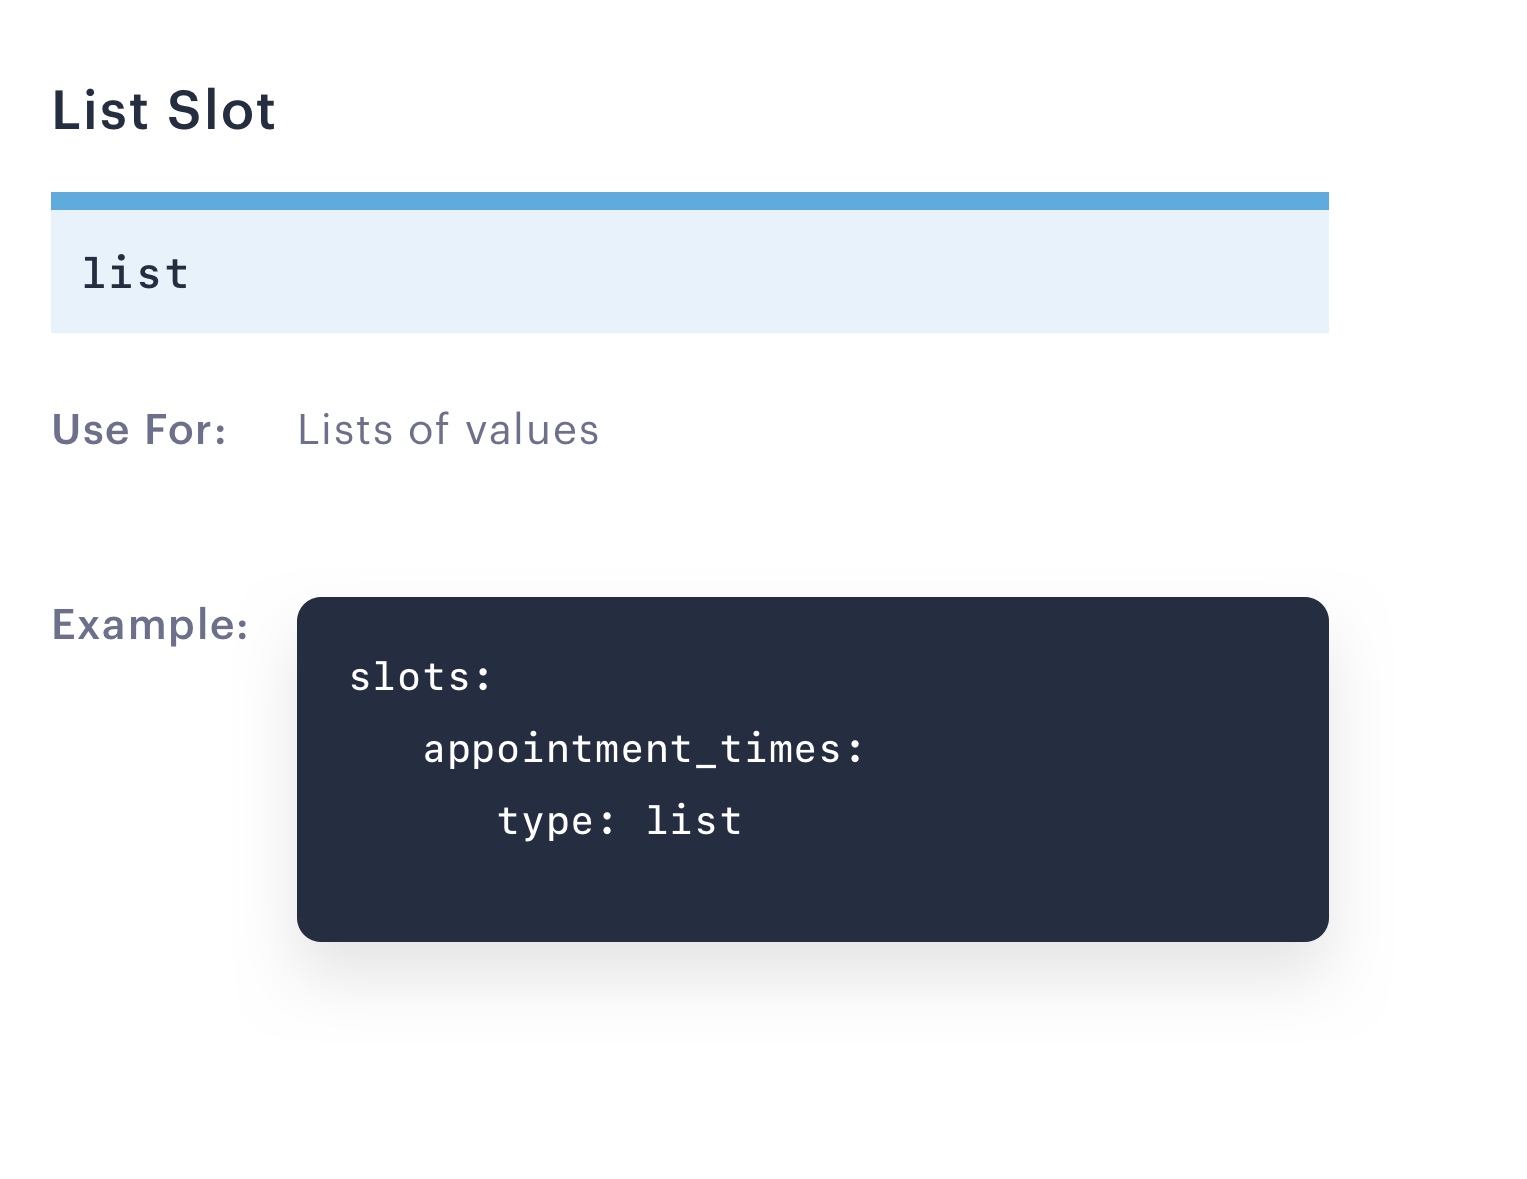 List Slot
list
Use For: Lists of values
Example:
slots:
   appointment_times:
      type: list